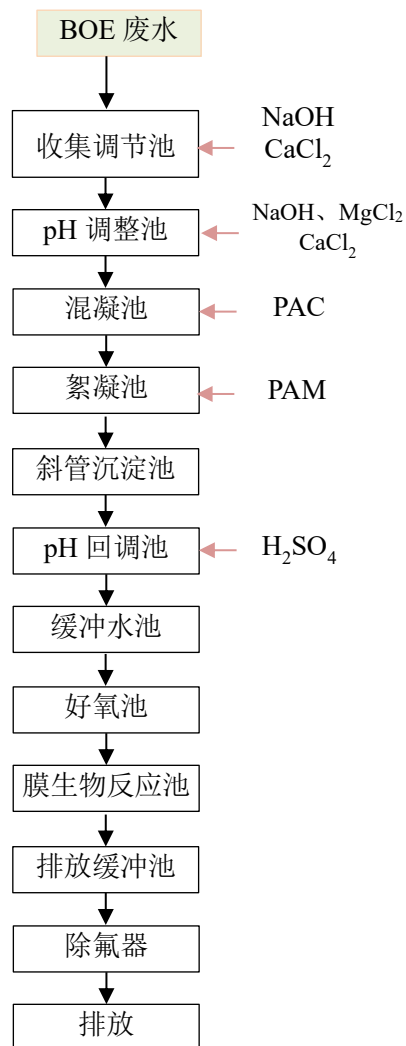 BOE 废水
收集调节池
NaOH
CaCl₂
pH 调整池
NaOH、MgCl₂
CaCl₂
混凝池
PAC
絮凝池
PAM
斜管沉淀池
pH 回调池
H₂SO₄
缓冲水池
好氧池
膜生物反应池
排放缓冲池
除氟器
排放